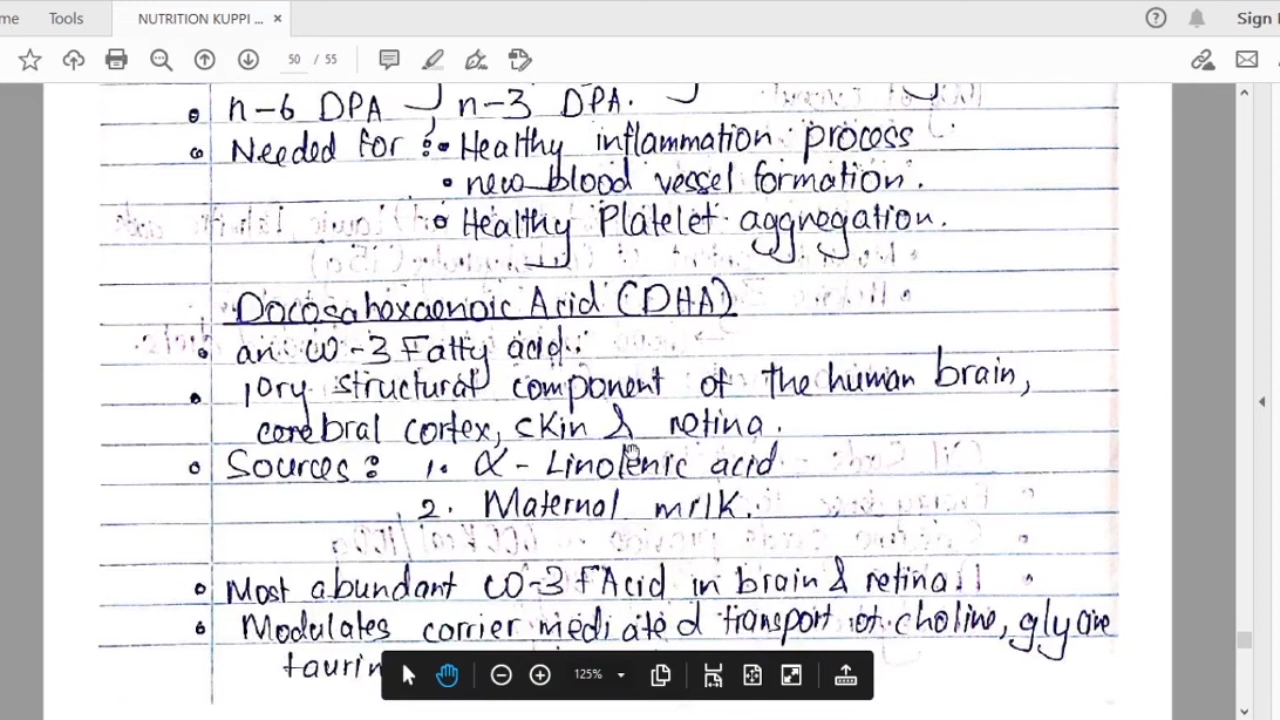 me Tools NUTRITION KUPPI ... × Sign
50 / 55
n-6 DPA , n-3 DPA.
Needed for : Healthy inflammation process
new blood vessel formation.
Healthy Platelet aggregation.
Docosahexaenoic Acid (DHA)
an ω-3 Fatty acid.
1ory structural component of the human brain,
cerebral cortex, skin & retina.
Sources : 1. α - Linolenic acid
2. Maternal milk.
Most abundant ω-3 fAcid in brain & retina
Modulates carrier mediated transport of choline, glycine
taurin
125%